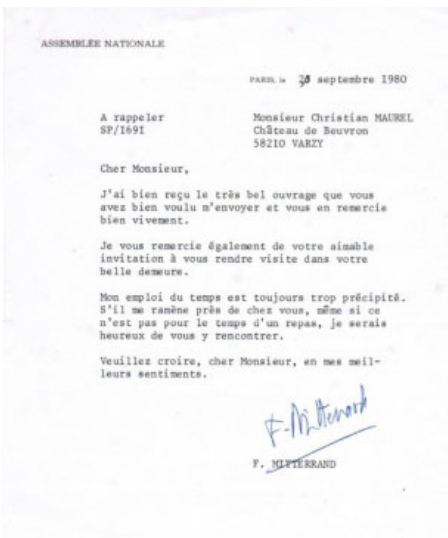 ASSEMBLÉE NATIONALE
PARIS, le septembre 1980
A rappeler
SP/I69I
Monsieur Christian MAUREL
Château de Beuvron
58210 VARZY
Cher Monsieur,
J'ai bien reçu le très bel ouvrage que vous
avez bien voulu m'envoyer et vous en remercie
bien vivement.
Je vous remercie également de votre aimable
invitation à vous rendre visite dans votre
belle demeure.
Mon emploi du temps est toujours trop précipité.
S'il me ramène près de chez vous, même si ce
n'est pas pour le temps d'un repas, je serais
heureux de vous y rencontrer.
Veuillez croire, cher Monsieur, en mes meil-
leurs sentiments.
F. Mitterrand
F. MITTERRAND